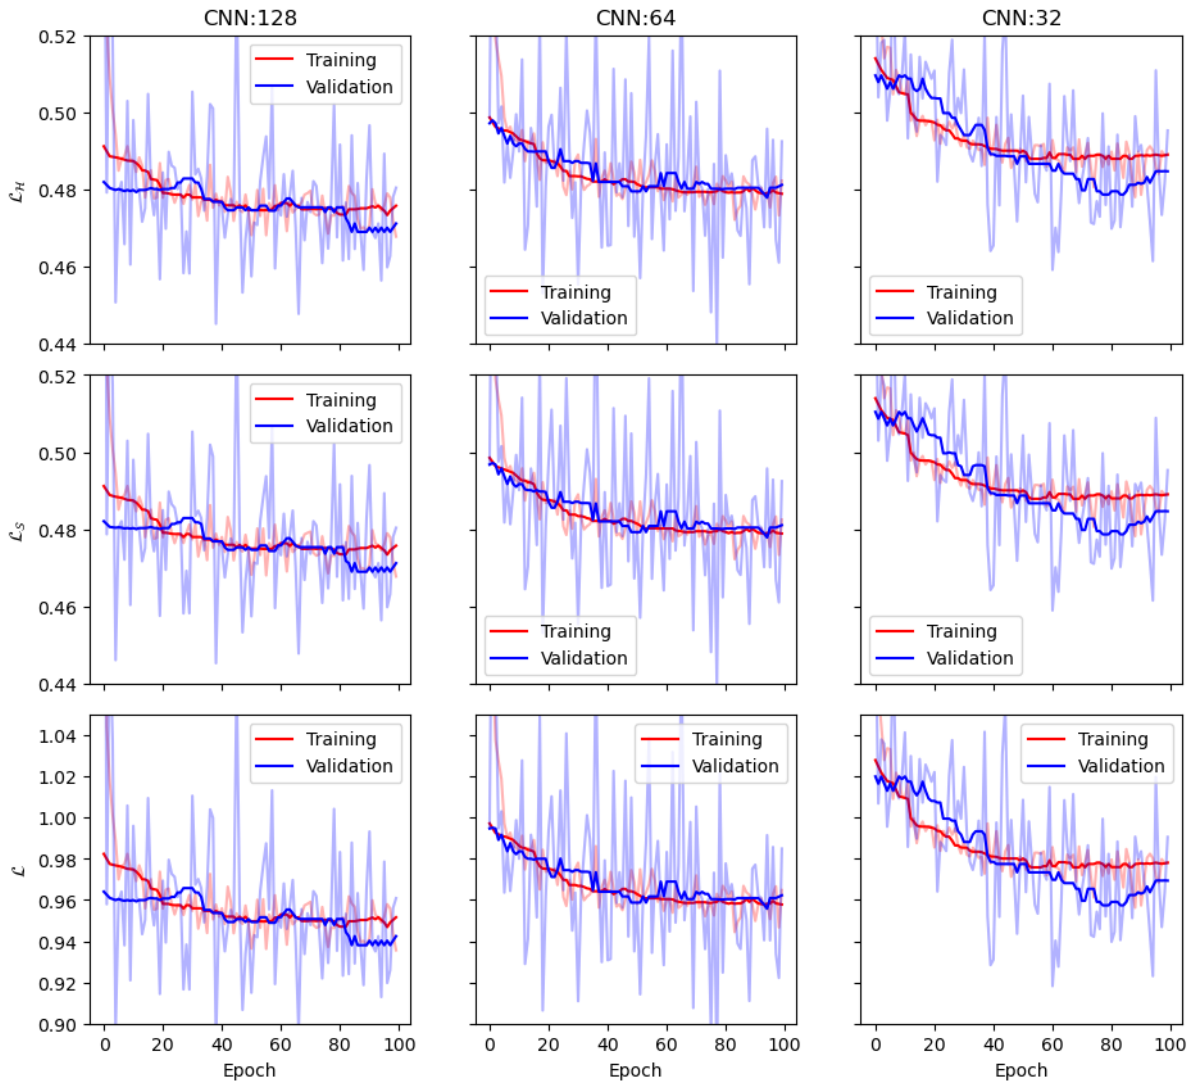 CNN:128 CNN:64 CNN:32
0.52
0.50
0.48
0.46
0.44
ℒ_ℋ
Training
Validation
Training
Validation
Training
Validation
0.52
0.50
0.48
0.46
0.44
ℒ_𝒮
Training
Validation
Training
Validation
Training
Validation
1.04
1.02
1.00
0.98
0.96
0.94
0.92
0.90
ℒ
Training
Validation
Training
Validation
Training
Validation
0 20 40 60 80 100 0 20 40 60 80 100 0 20 40 60 80 100
Epoch Epoch Epoch